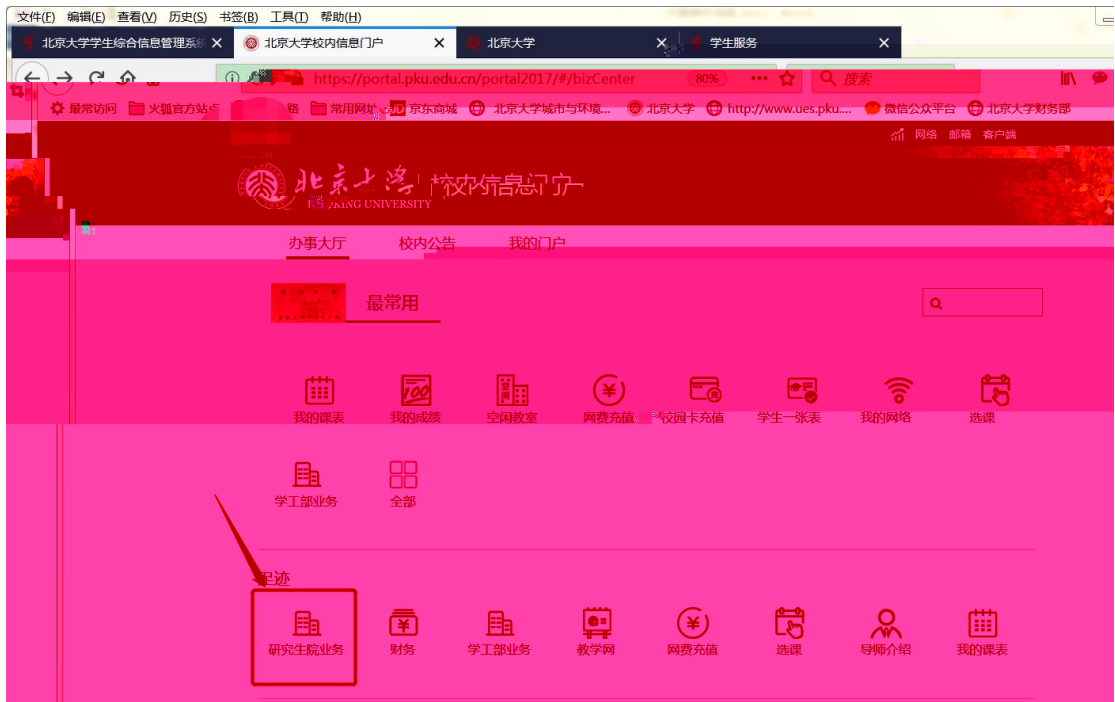 文件(F) 编辑(E) 查看(V) 历史(S) 书签(B) 工具(T) 帮助(H)
北京大学学生综合信息管理系统 北京大学校内信息门户 北京大学 学生服务
https://portal.pku.edu.cn/portal2017/#/bizCenter 80% 搜索
最常访问 火狐官方站点 常用网址 京东商城 北京大学城市与环境... 北京大学 http://www.ues.pku.... 微信公众平台 北京大学财务部
网络 邮箱 客户端
北京大学 校内信息门户
PEKING UNIVERSITY
办事大厅 校内公告 我的门户
最常用
我的课表 我的成绩 空闲教室 网费充值 校园卡充值 学生一张表 我的网络 选课
学工部业务 全部
足迹
研究生院业务 财务 学工部业务 教学网 网费充值 选课 导师介绍 我的课表